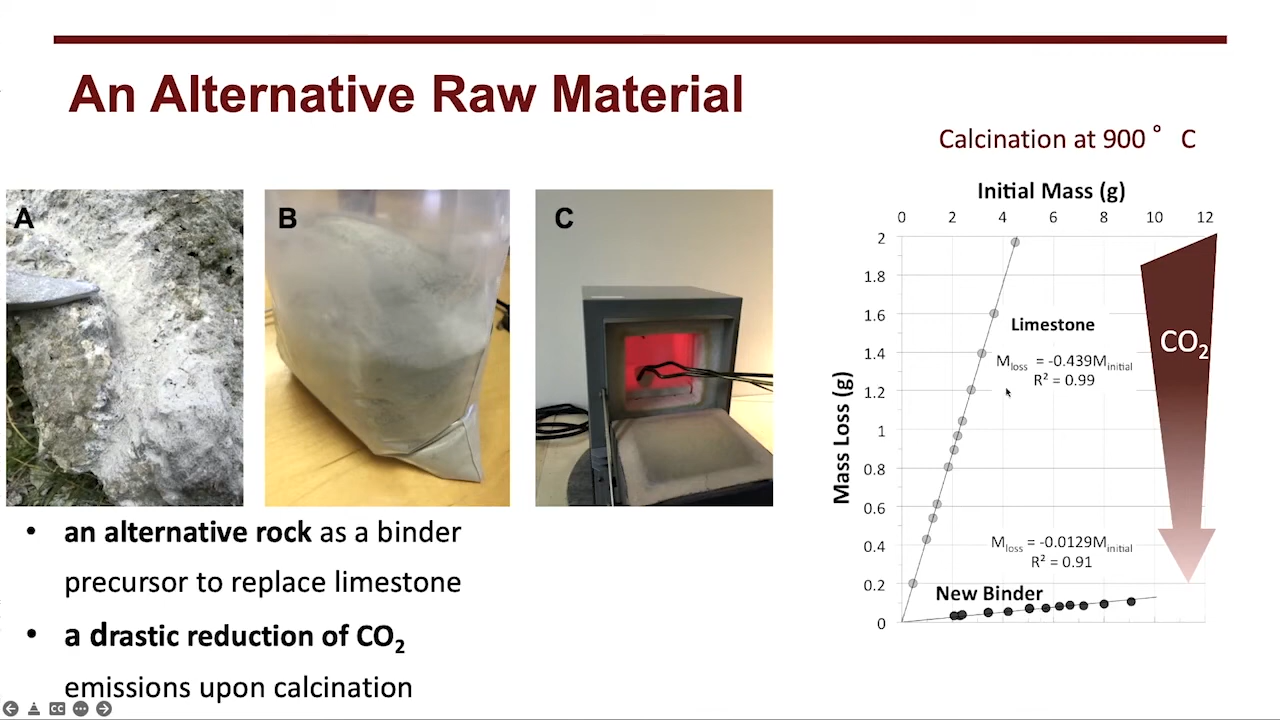 An Alternative Raw Material
Calcination at 900 ° C
A
B
C
• an alternative rock as a binder
precursor to replace limestone
• a drastic reduction of CO₂
emissions upon calcination
Initial Mass (g)
0 2 4 6 8 10 12
Mass Loss (g)
2
1.8
1.6
1.4
1.2
1
0.8
0.6
0.4
0.2
0
Limestone
Mloss = -0.439Minitial
R² = 0.99
CO₂
Mloss = -0.0129Minitial
R² = 0.91
New Binder
CC